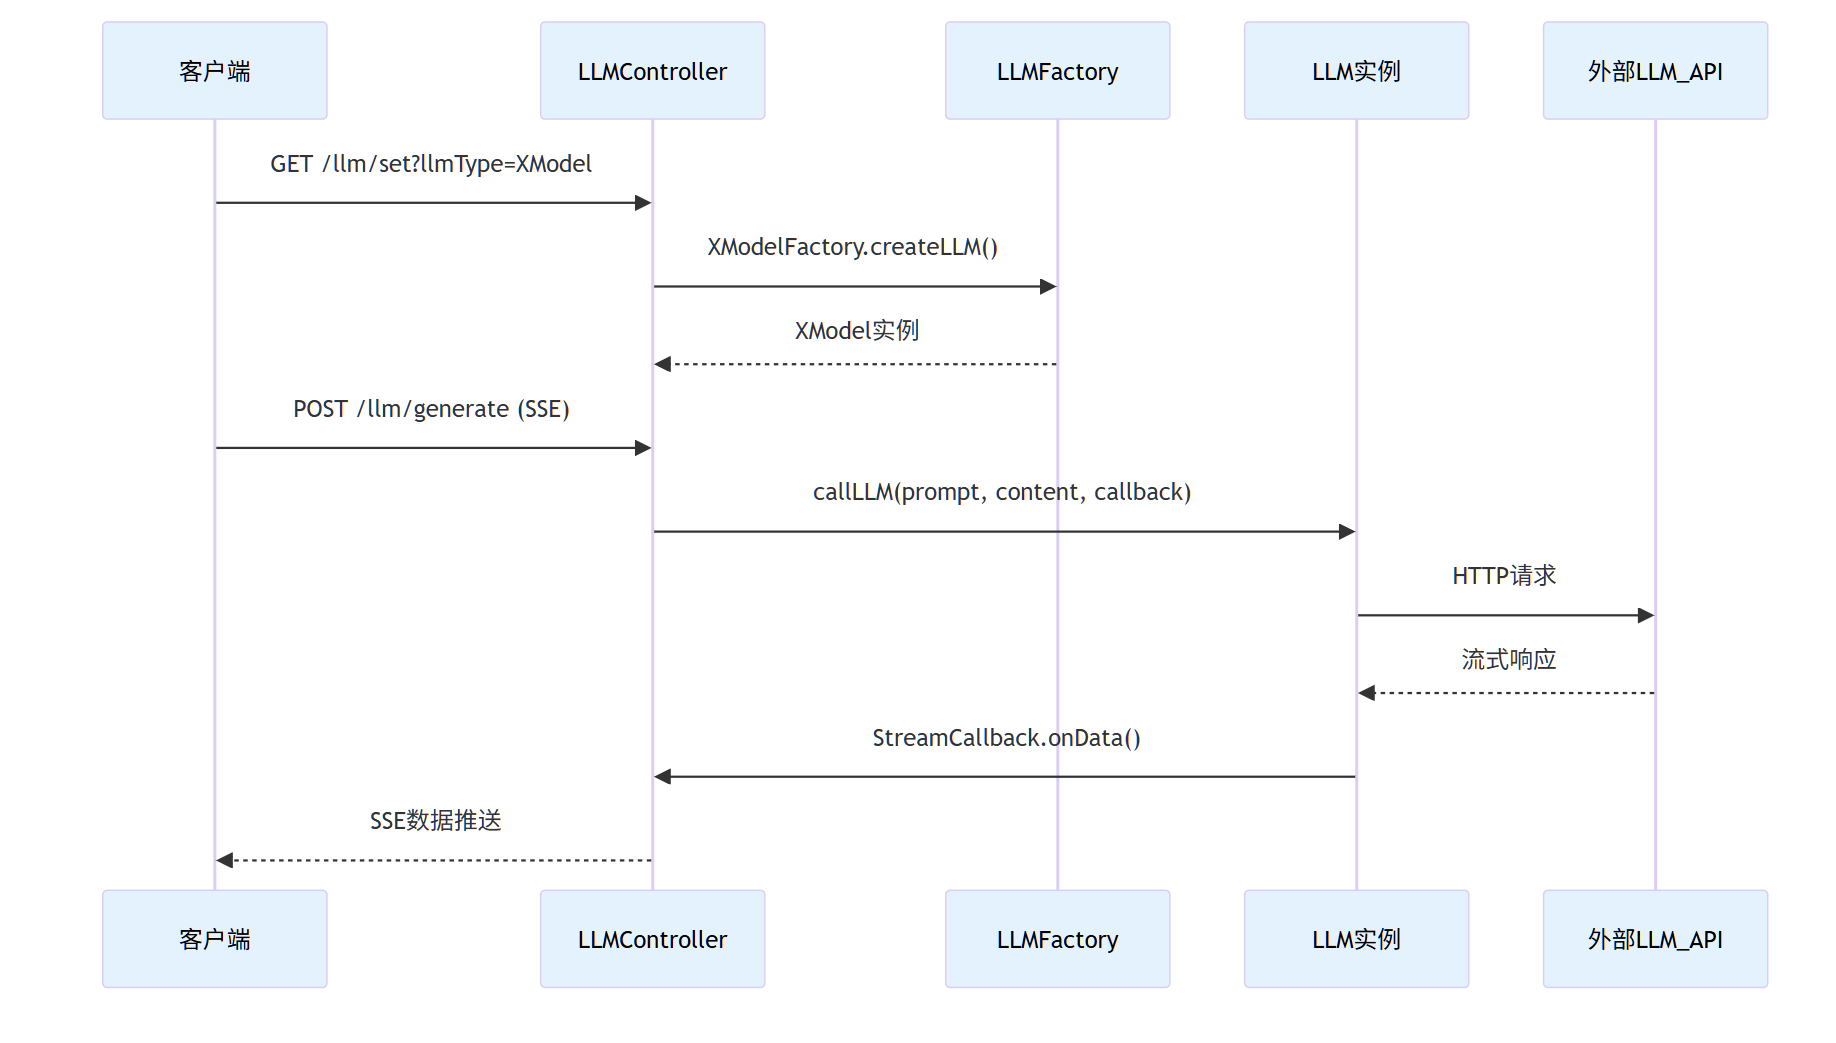 客户端
LLMController
LLMFactory
LLM实例
外部LLM_API
GET /llm/set?llmType=XModel
XModelFactory.createLLM()
XModel实例
POST /llm/generate (SSE)
callLLM(prompt, content, callback)
HTTP请求
流式响应
StreamCallback.onData()
SSE数据推送
客户端
LLMController
LLMFactory
LLM实例
外部LLM_API